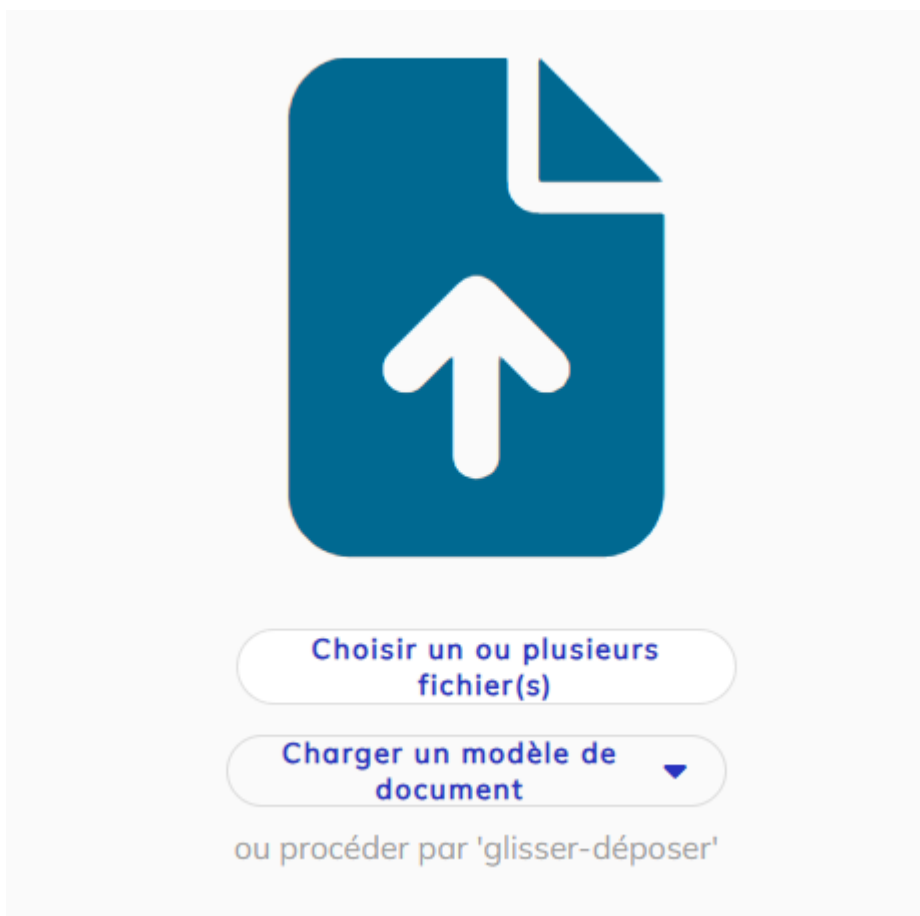 Choisir un ou plusieurs
fichier(s)
Charger un modèle de
document
ou procéder par 'glisser-déposer'